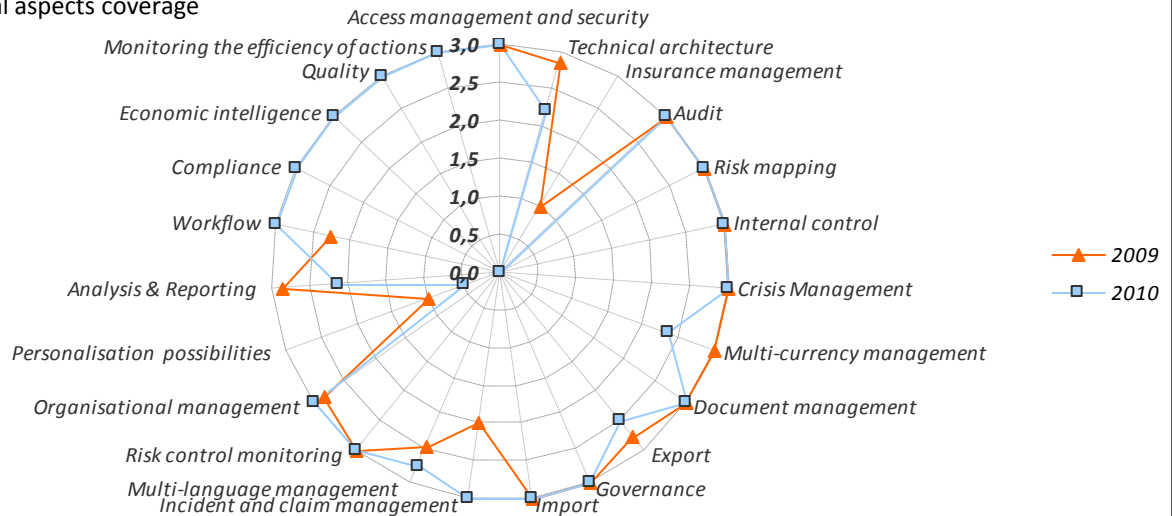 l aspects coverage
Access management and security
Monitoring the efficiency of actions
3,0
Technical architecture
Quality
Insurance management
2,5
Economic intelligence
2,0
Audit
1,5
Compliance
Risk mapping
1,0
Workflow
Internal control
0,5
2009
0,0
Analysis & Reporting
Crisis Management
2010
Personalisation possibilities
Multi-currency management
Organisational management
Document management
Risk control monitoring
Export
Multi-language management
Governance
Incident and claim management
Import